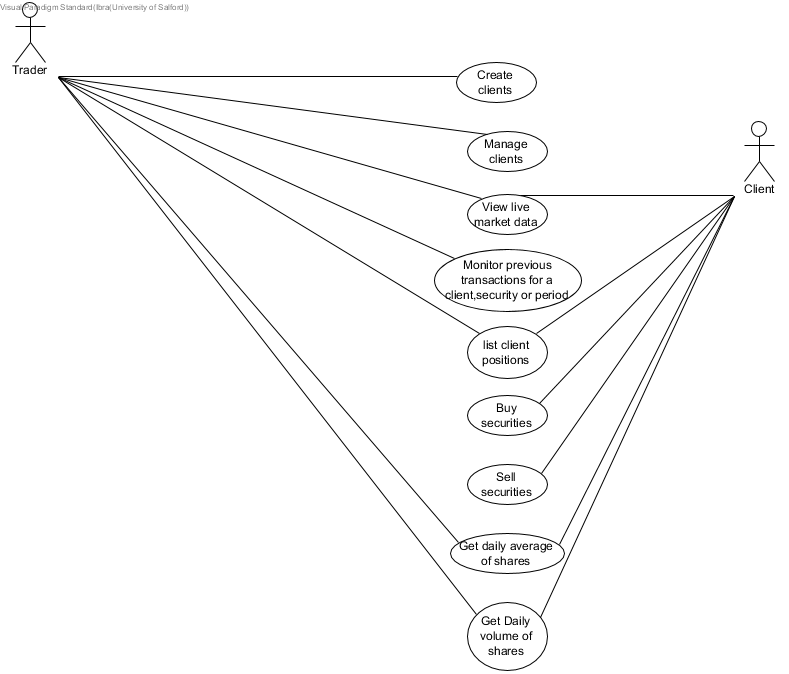 Visual Paradigm Standard(Ibra(University of Salford))
Trader
Create
clients
Manage
clients
Client
View live
market data
Monitor previous
transactions for a
client,security or period
list client
positions
Buy
securities
Sell
securities
Get daily average
of shares
Get Daily
volume of
shares